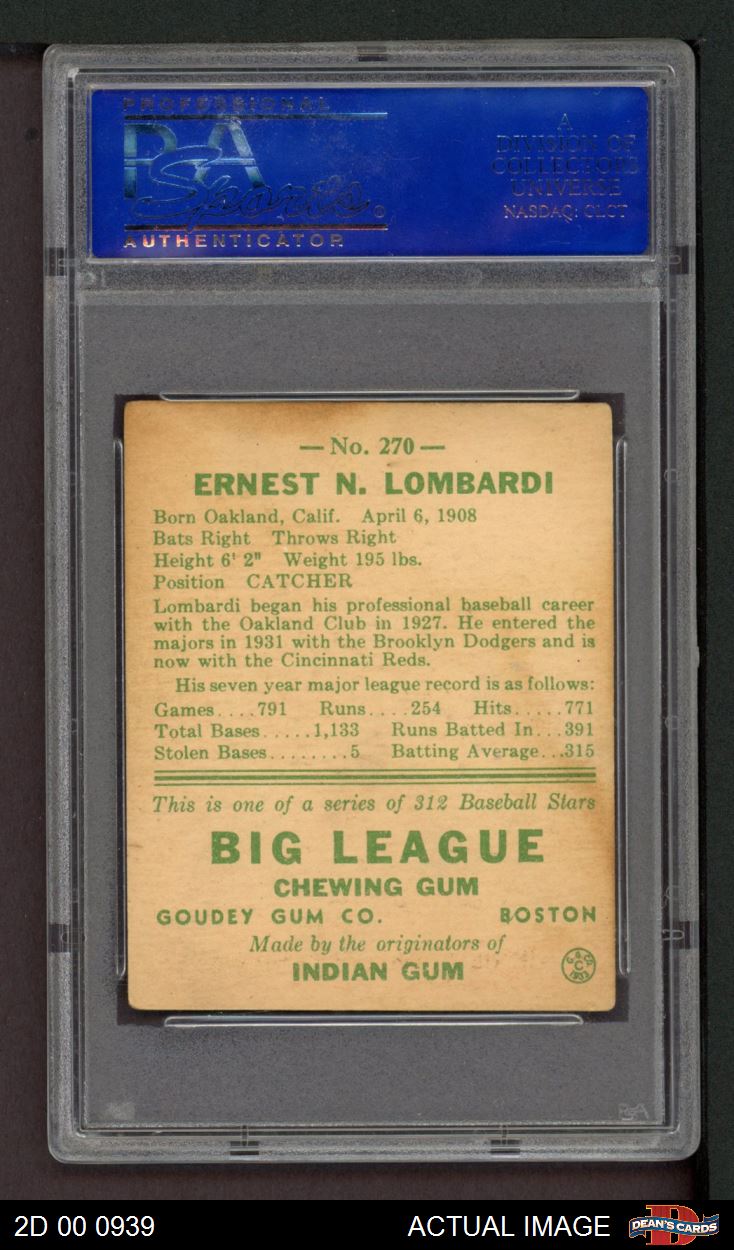 PROFESSIONAL
PSA
Sports
AUTHENTICATOR
A
DIVISION OF
COLLECTORS
UNIVERSE
NASDAQ: CLCT
— No. 270 —
ERNEST N. LOMBARDI
Born Oakland, Calif. April 6, 1908
Bats Right Throws Right
Height 6' 2" Weight 195 lbs.
Position CATCHER
Lombardi began his professional baseball career
with the Oakland Club in 1927. He entered the
majors in 1931 with the Brooklyn Dodgers and is
now with the Cincinnati Reds.
His seven year major league record is as follows:
Games....791 Runs....254 Hits.....771
Total Bases.....1,133 Runs Batted In...391
Stolen Bases........5 Batting Average...315
This is one of a series of 312 Baseball Stars
BIG LEAGUE
CHEWING GUM
GOUDEY GUM CO. BOSTON
Made by the originators of
INDIAN GUM
PSA
2D 00 0939
ACTUAL IMAGE
DEAN'S CARDS